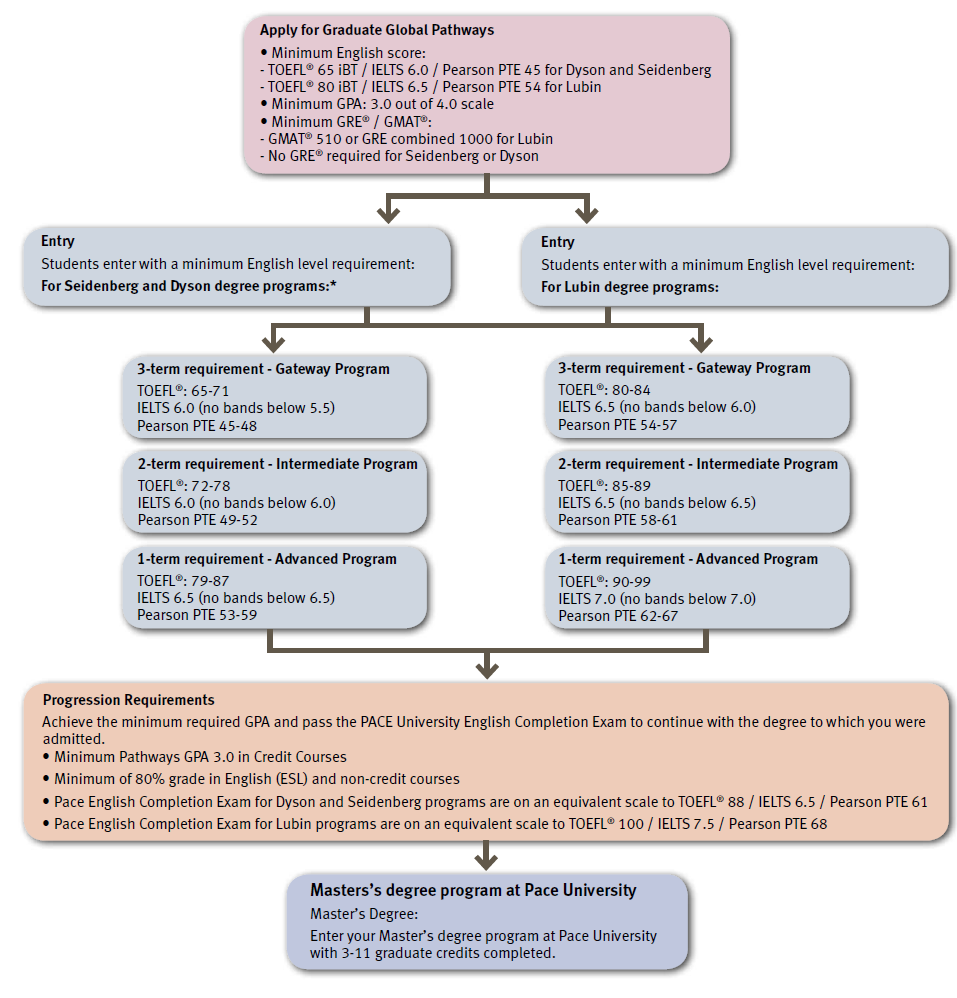 Apply for Graduate Global Pathways
• Minimum English score:
- TOEFL® 65 iBT / IELTS 6.0 / Pearson PTE 45 for Dyson and Seidenberg
- TOEFL® 80 iBT / IELTS 6.5 / Pearson PTE 54 for Lubin
• Minimum GPA: 3.0 out of 4.0 scale
• Minimum GRE® / GMAT®:
- GMAT® 510 or GRE combined 1000 for Lubin
- No GRE® required for Seidenberg or Dyson
Entry
Students enter with a minimum English level requirement:
For Seidenberg and Dyson degree programs:*
Entry
Students enter with a minimum English level requirement:
For Lubin degree programs:
3-term requirement - Gateway Program
TOEFL®: 65-71
IELTS 6.0 (no bands below 5.5)
Pearson PTE 45-48
2-term requirement - Intermediate Program
TOEFL®: 72-78
IELTS 6.0 (no bands below 6.0)
Pearson PTE 49-52
1-term requirement - Advanced Program
TOEFL®: 79-87
IELTS 6.5 (no bands below 6.5)
Pearson PTE 53-59
3-term requirement - Gateway Program
TOEFL®: 80-84
IELTS 6.5 (no bands below 6.0)
Pearson PTE 54-57
2-term requirement - Intermediate Program
TOEFL®: 85-89
IELTS 6.5 (no bands below 6.5)
Pearson PTE 58-61
1-term requirement - Advanced Program
TOEFL®: 90-99
IELTS 7.0 (no bands below 7.0)
Pearson PTE 62-67
Progression Requirements
Achieve the minimum required GPA and pass the PACE University English Completion Exam to continue with the degree to which you were
admitted.
• Minimum Pathways GPA 3.0 in Credit Courses
• Minimum of 80% grade in English (ESL) and non-credit courses
• Pace English Completion Exam for Dyson and Seidenberg programs are on an equivalent scale to TOEFL® 88 / IELTS 6.5 / Pearson PTE 61
• Pace English Completion Exam for Lubin programs are on an equivalent scale to TOEFL® 100 / IELTS 7.5 / Pearson PTE 68
Masters's degree program at Pace University
Master's Degree:
Enter your Master's degree program at Pace University
with 3-11 graduate credits completed.